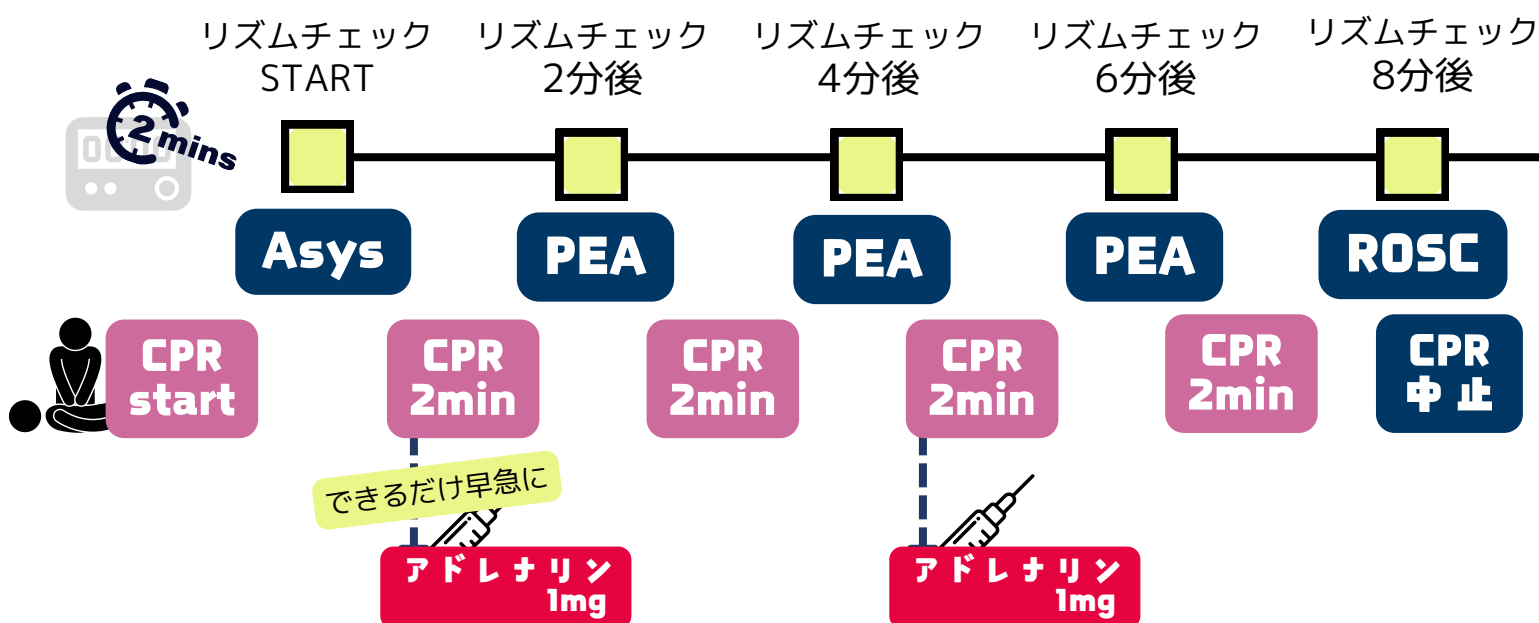 リズムチェック
START
リズムチェック
2分後
リズムチェック
4分後
リズムチェック
6分後
リズムチェック
8分後
2 mins
Asys
PEA
PEA
PEA
ROSC
CPR
start
CPR
2min
CPR
2min
CPR
2min
CPR
2min
CPR
中止
できるだけ早急に
アドレナリン
1mg
アドレナリン
1mg